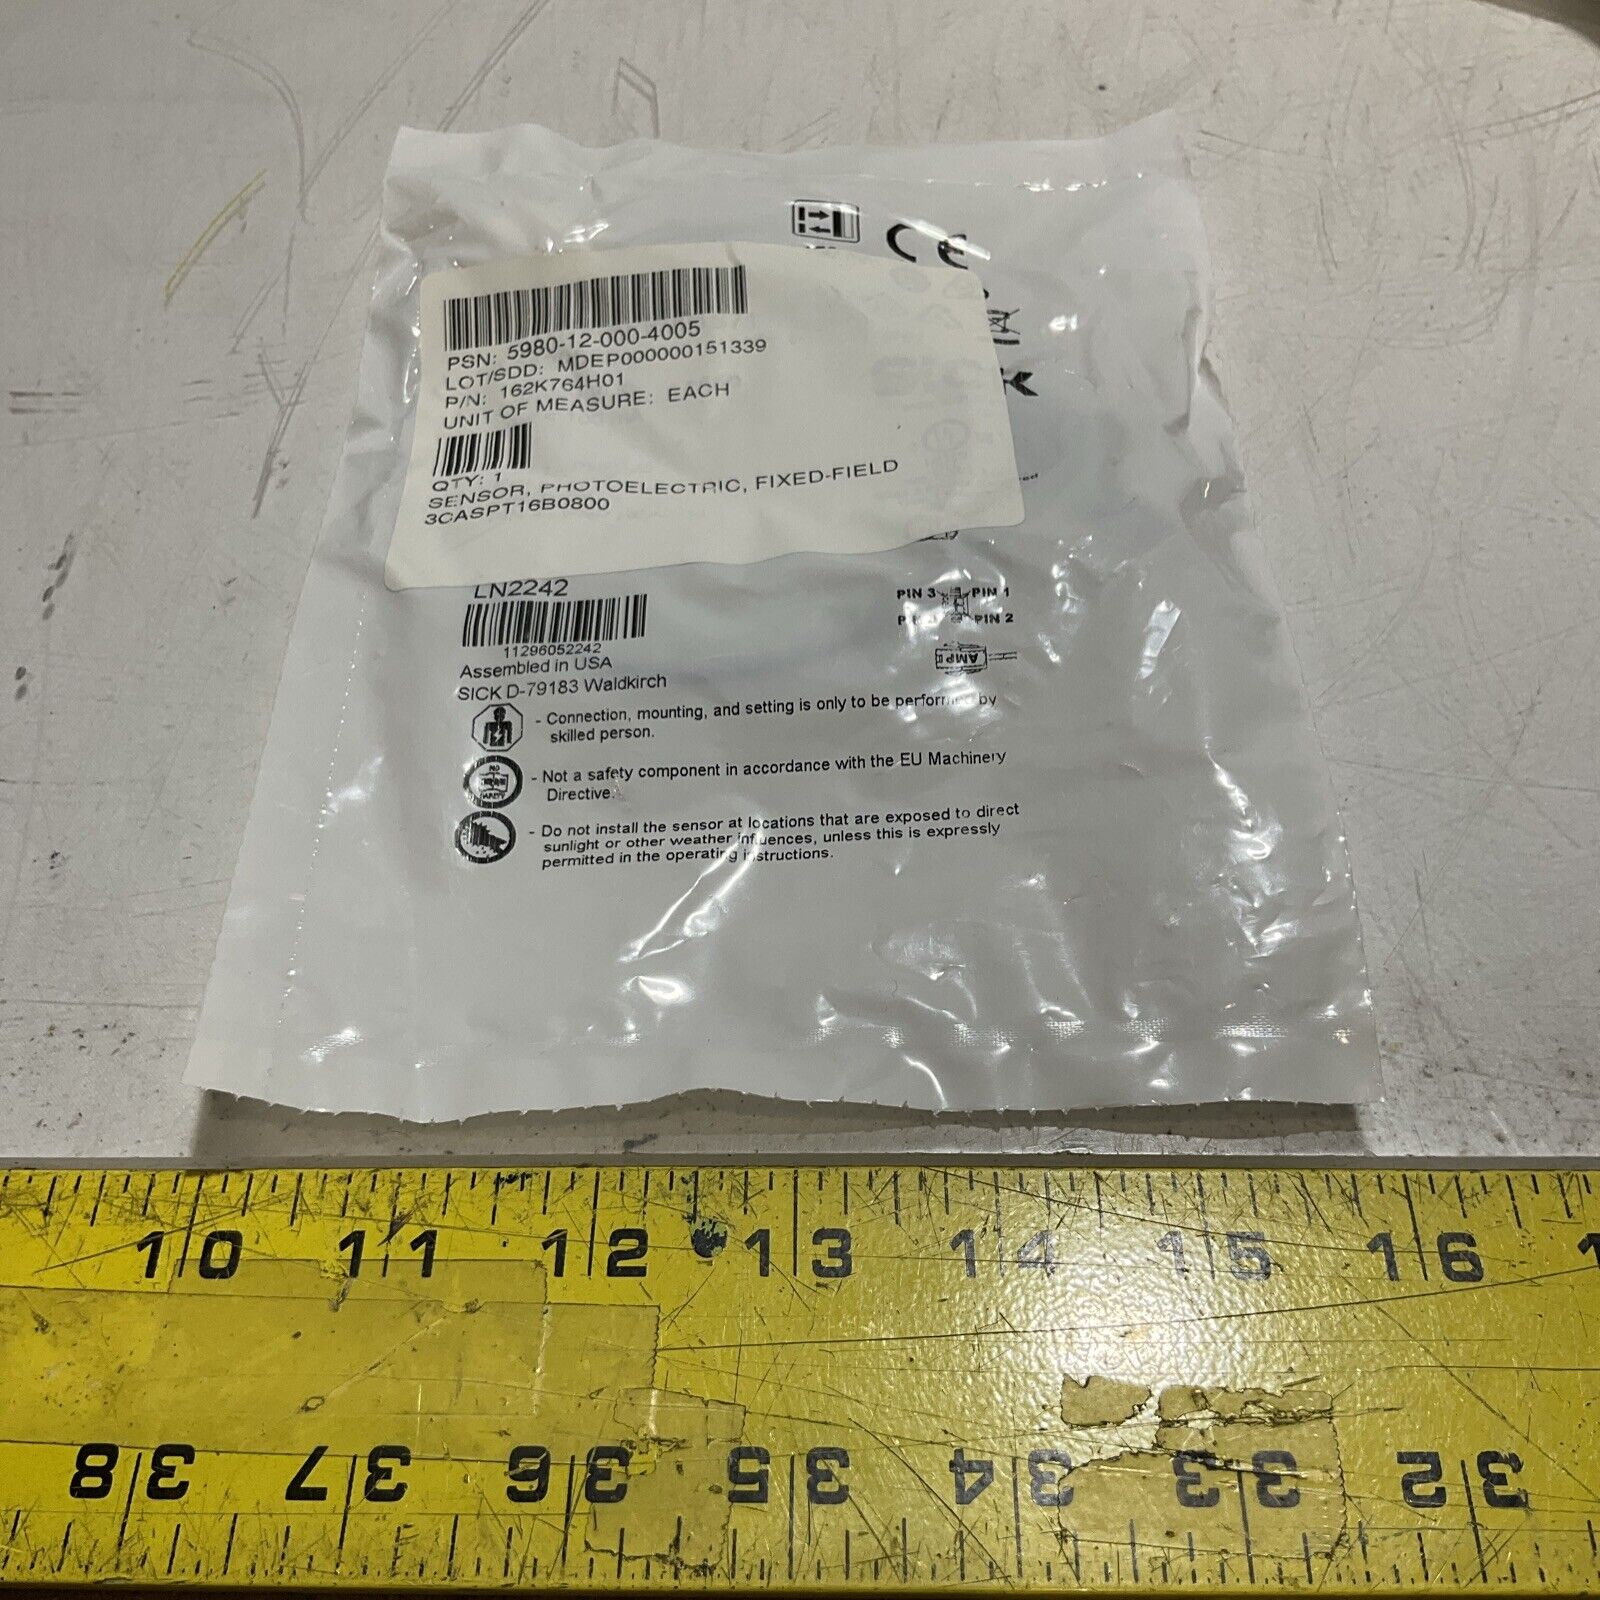 CE
PSN: 5980-12-000-4005
LOT/SDD: MDEP000000151339
P/N: 162K764H01
UNIT OF MEASURE: EACH
QTY: 1
SENSOR, PHOTOELECTRIC, FIXED-FIELD
3CASPT16B0800
LN2242
11296052242
Assembled in USA
SICK D-79183 Waldkirch
PIN 3 PIN 1
PIN 2
AMP
- Connection, mounting, and setting is only to be performed by
skilled person.
NO
SAFETY
- Not a safety component in accordance with the EU Machinery
Directive.
- Do not install the sensor at locations that are exposed to direct
sunlight or other weather influences, unless this is expressly
permitted in the operating instructions.
10 11 12 13 14 15 16
38 37 36 35 34 33 32